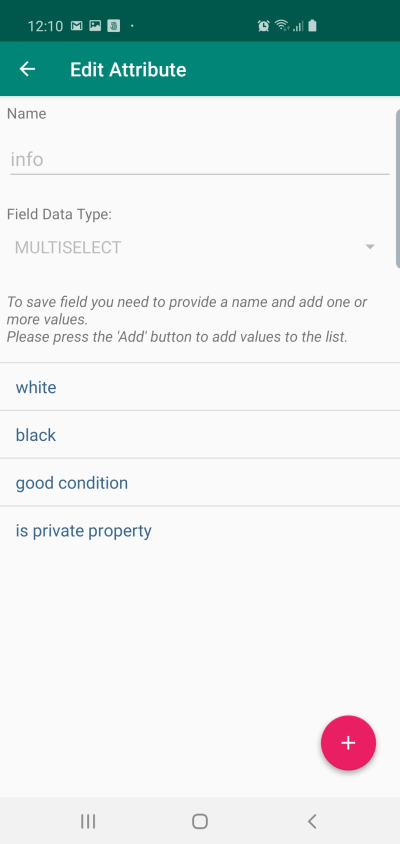 12:10
Edit Attribute
Name
info
Field Data Type:
MULTISELECT
To save field you need to provide a name and add one or
more values.
Please press the 'Add' button to add values to the list.
white
black
good condition
is private property